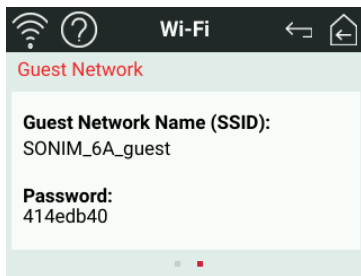 Wi-Fi
Guest Network
Guest Network Name (SSID):
SONIM_6A_guest
Password:
414edb40